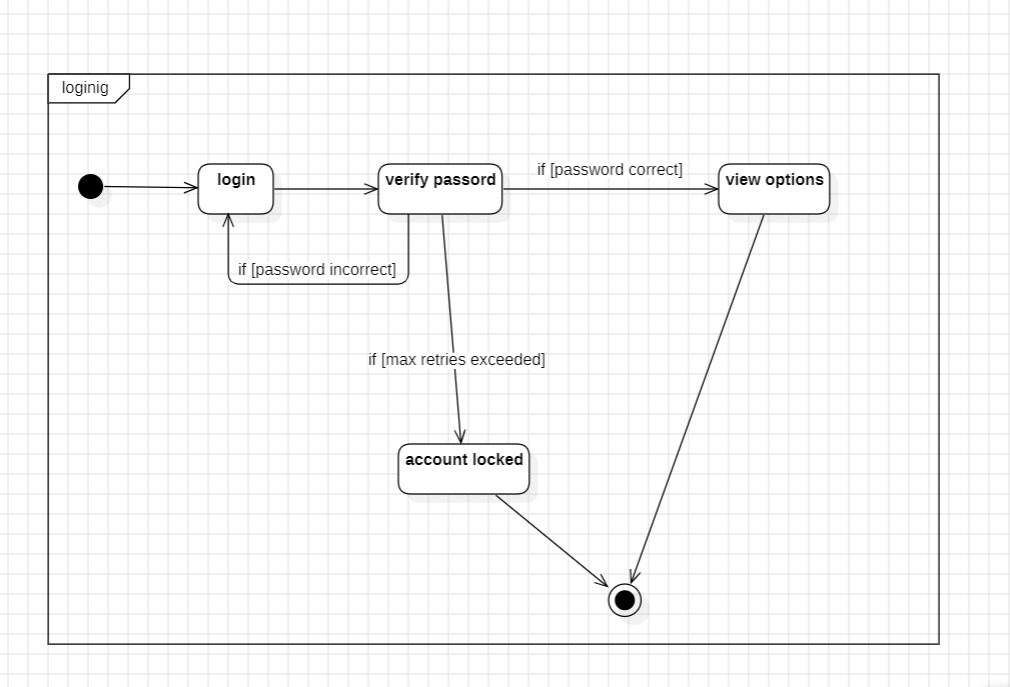 loginig
login
verify passord
if [password correct]
view options
if [password incorrect]
if [max retries exceeded]
account locked